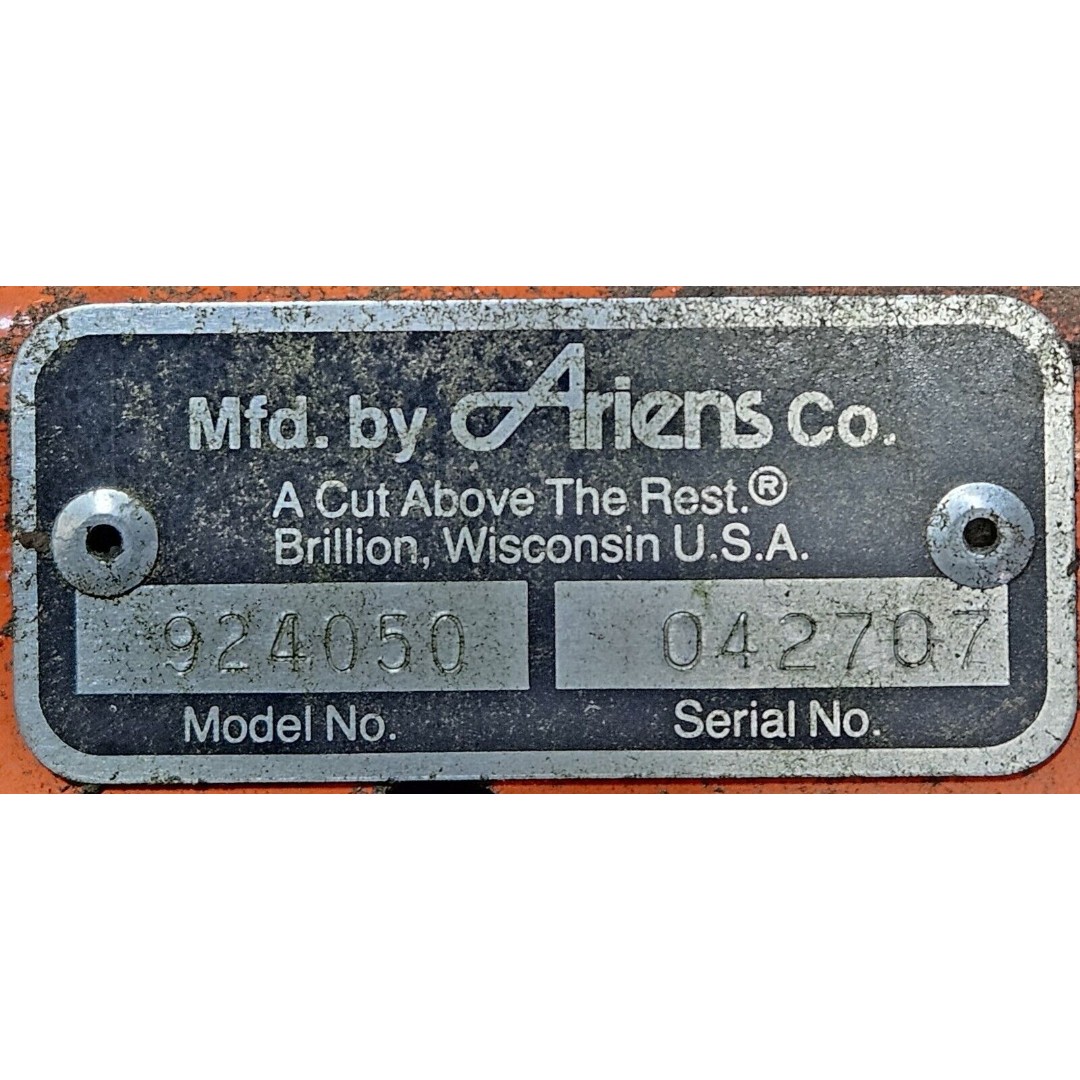 Mfd. by Ariens Co.
A Cut Above The Rest.®
Brillion, Wisconsin U.S.A.
924050 042707
Model No. Serial No.